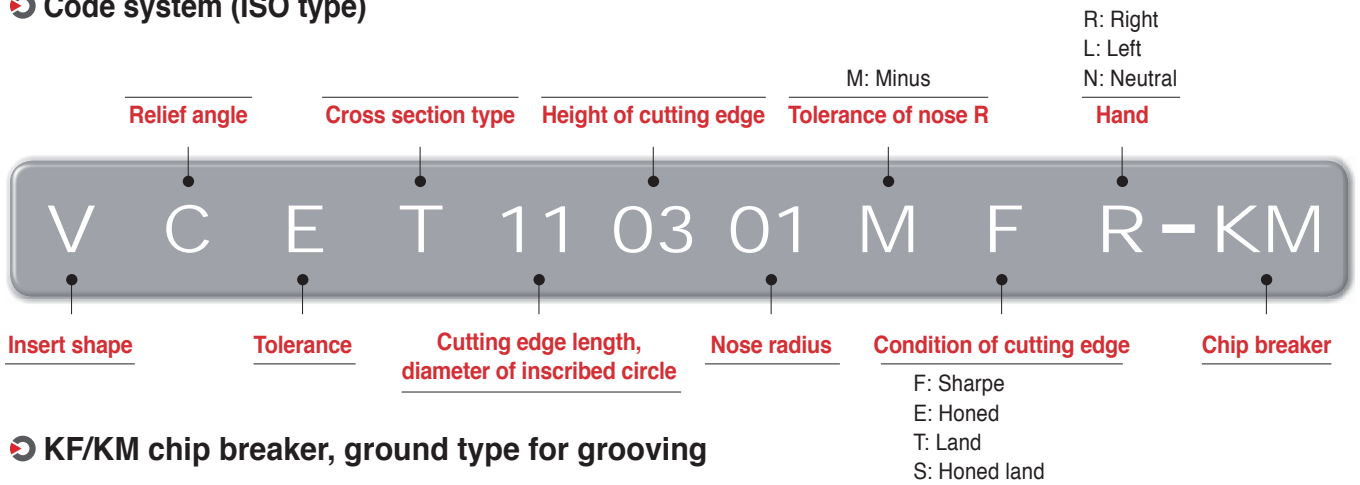 Code system (ISO type)
R: Right
L: Left
M: Minus
N: Neutral
Relief angle
Cross section type
Height of cutting edge
Tolerance of nose R
Hand
V C E T 11 03 01 M F R-KM
Insert shape
Tolerance
Cutting edge length,
diameter of inscribed circle
Nose radius
Condition of cutting edge
Chip breaker
F: Sharpe
E: Honed
T: Land
S: Honed land
KF/KM chip breaker, ground type for grooving